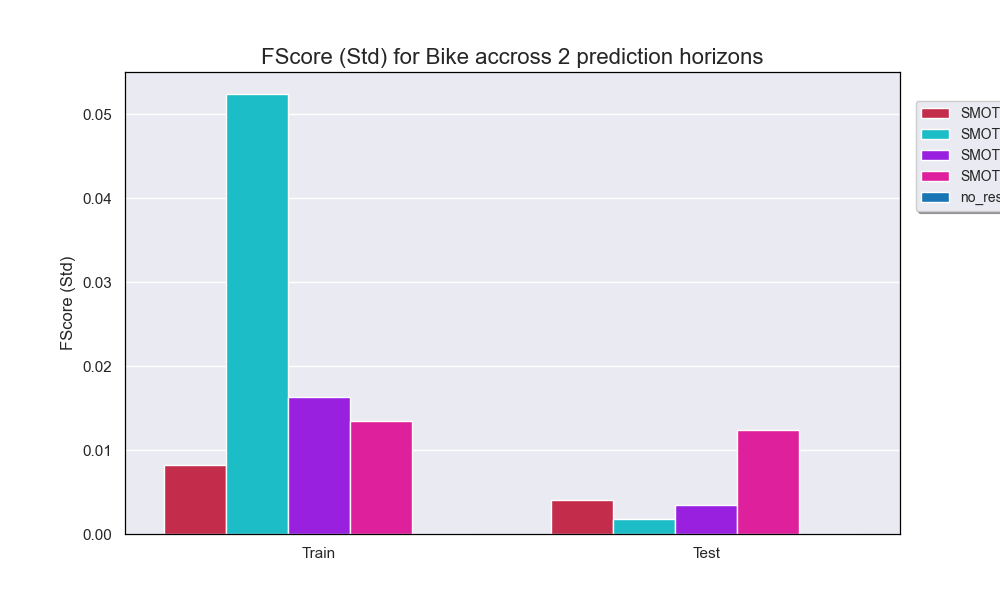 FScore (Std) for Bike accross 2 prediction horizons
FScore (Std)
0.05
0.04
0.03
0.02
0.01
0.00
Train
Test
SMOT
SMOT
SMOT
SMOT
no_res